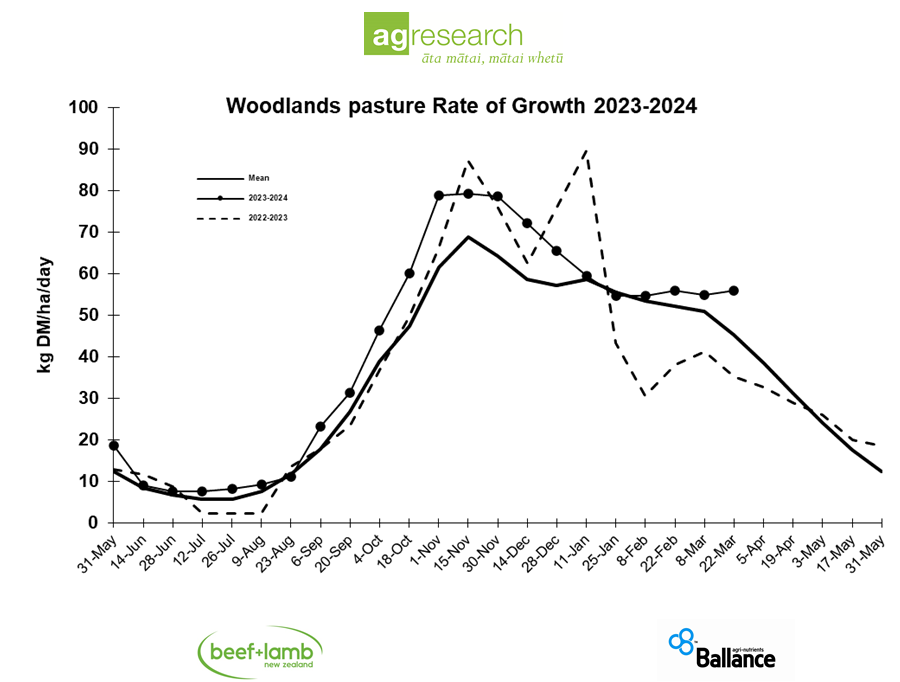 agresearch
āta mātai, mātai whetū
Woodlands pasture Rate of Growth 2023-2024
kg DM/ha/day
100
90
80
70
60
50
40
30
20
10
0
Mean
2023-2024
2022-2023
31-May
14-Jun
28-Jun
12-Jul
26-Jul
9-Aug
23-Aug
6-Sep
20-Sep
4-Oct
18-Oct
1-Nov
15-Nov
30-Nov
14-Dec
28-Dec
11-Jan
25-Jan
8-Feb
22-Feb
8-Mar
22-Mar
5-Apr
19-Apr
3-May
17-May
31-May
beef+lamb
new zealand
agri-nutrients
Ballance